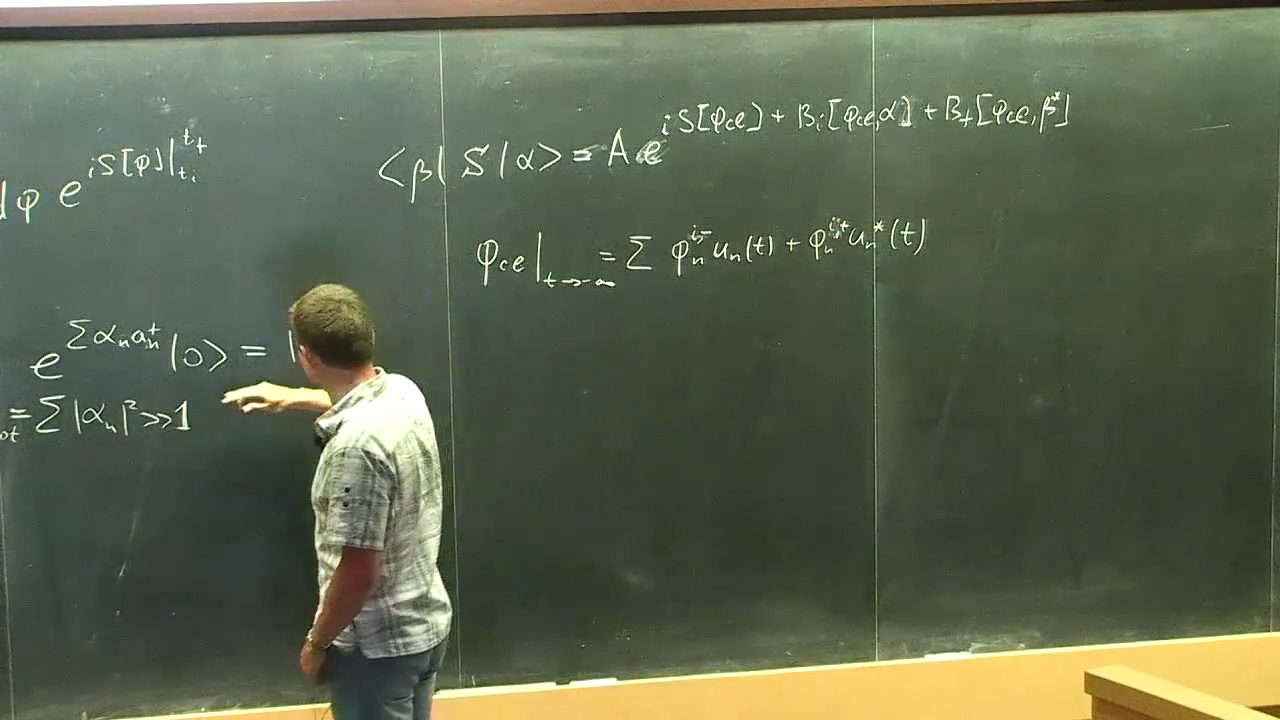 dφ e^{iS[φ]|_{t_i}^{t_f}}
e^{Σ α_n a_n^+} |0> = |
= Σ |α_n|² >> 1
<β| S |α> = A e^{iS[φ_ce] + B_i[φ_ce, α] + B_f[φ_ce, β*]}
φ_ce|_{t→-∞} = Σ φ_n^{i,-} u_n(t) + φ_n^{i,+} u_n^*(t)